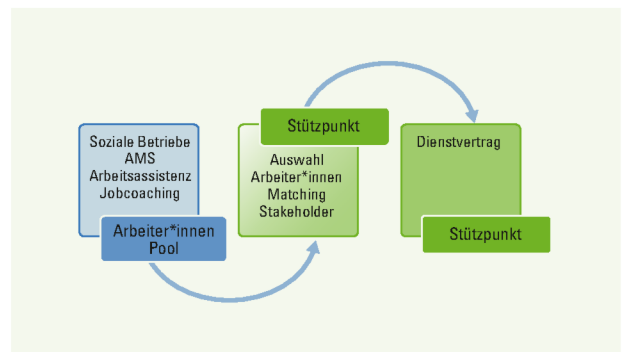 Soziale Betriebe
AMS
Arbeitsassistenz
Jobcoaching
Arbeiter*innen
Pool
Stützpunkt
Auswahl
Arbeiter*innen
Matching
Stakeholder
Dienstvertrag
Stützpunkt